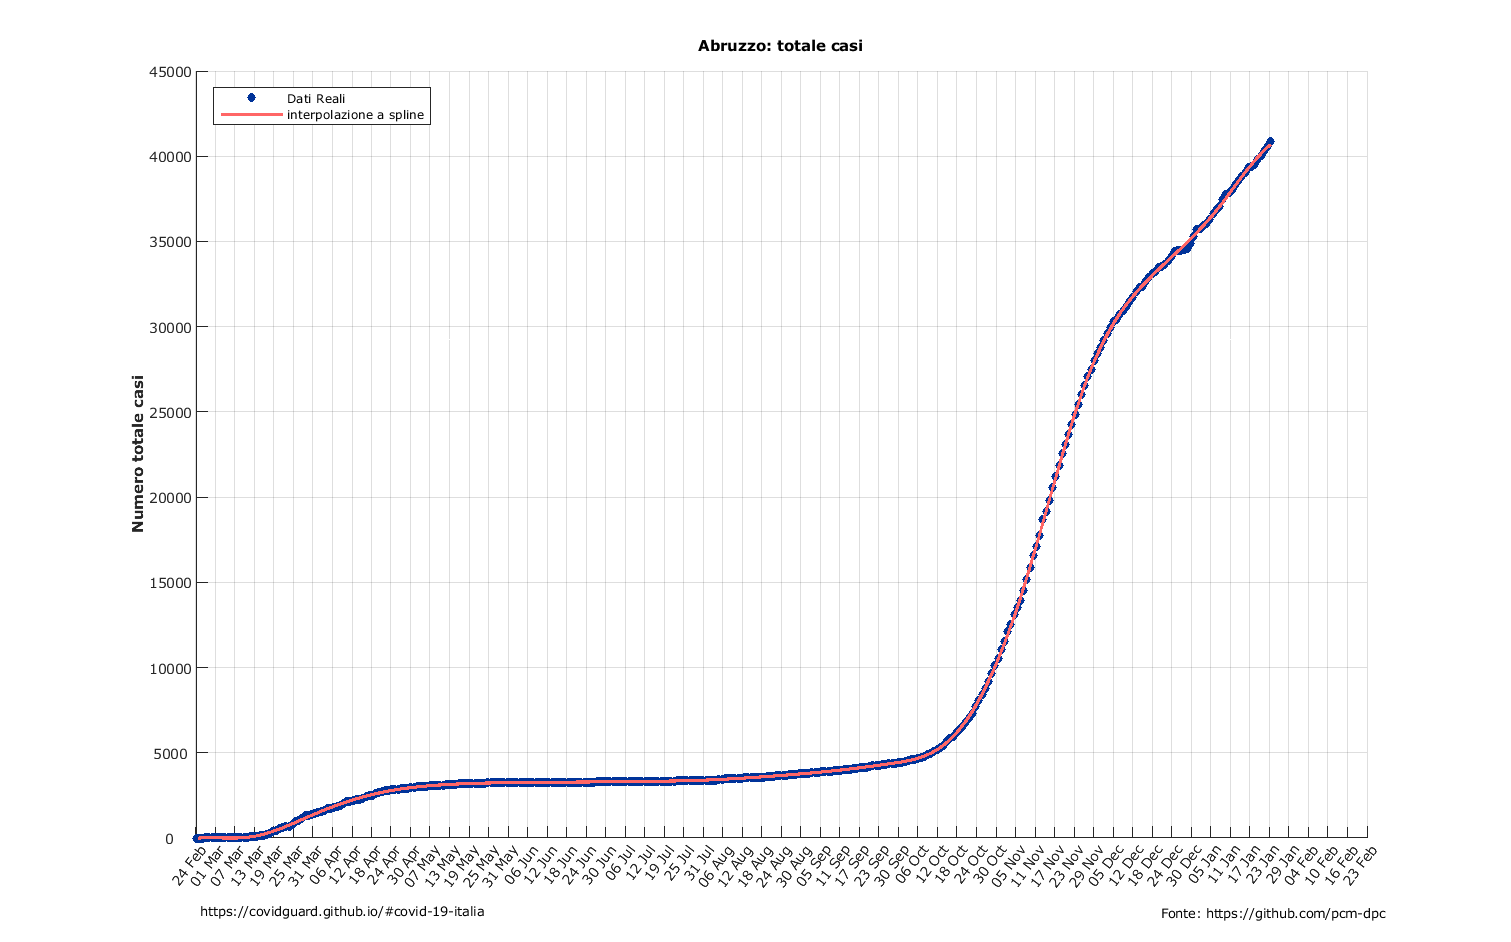 Abruzzo: totale casi
45000
Dati Reali
interpolazione a spline
40000
35000
30000
25000
20000
15000
10000
5000
0
Numero totale casi
24 Feb
01 Mar
07 Mar
13 Mar
19 Mar
25 Mar
31 Mar
06 Apr
12 Apr
18 Apr
24 Apr
30 Apr
07 May
13 May
19 May
25 May
31 May
06 Jun
12 Jun
18 Jun
24 Jun
30 Jun
06 Jul
12 Jul
19 Jul
25 Jul
31 Jul
06 Aug
12 Aug
18 Aug
24 Aug
30 Aug
05 Sep
11 Sep
23 Sep
30 Sep
06 Oct
12 Oct
18 Oct
24 Oct
30 Oct
05 Nov
11 Nov
17 Nov
23 Nov
29 Dec
05 Dec
12 Dec
18 Dec
24 Dec
30 Dec
05 Jan
11 Jan
17 Jan
23 Jan
29 Jan
04 Feb
10 Feb
16 Feb
23 Feb
https://covidguard.github.io/#covid-19-italia
Fonte: https://github.com/pcm-dpc